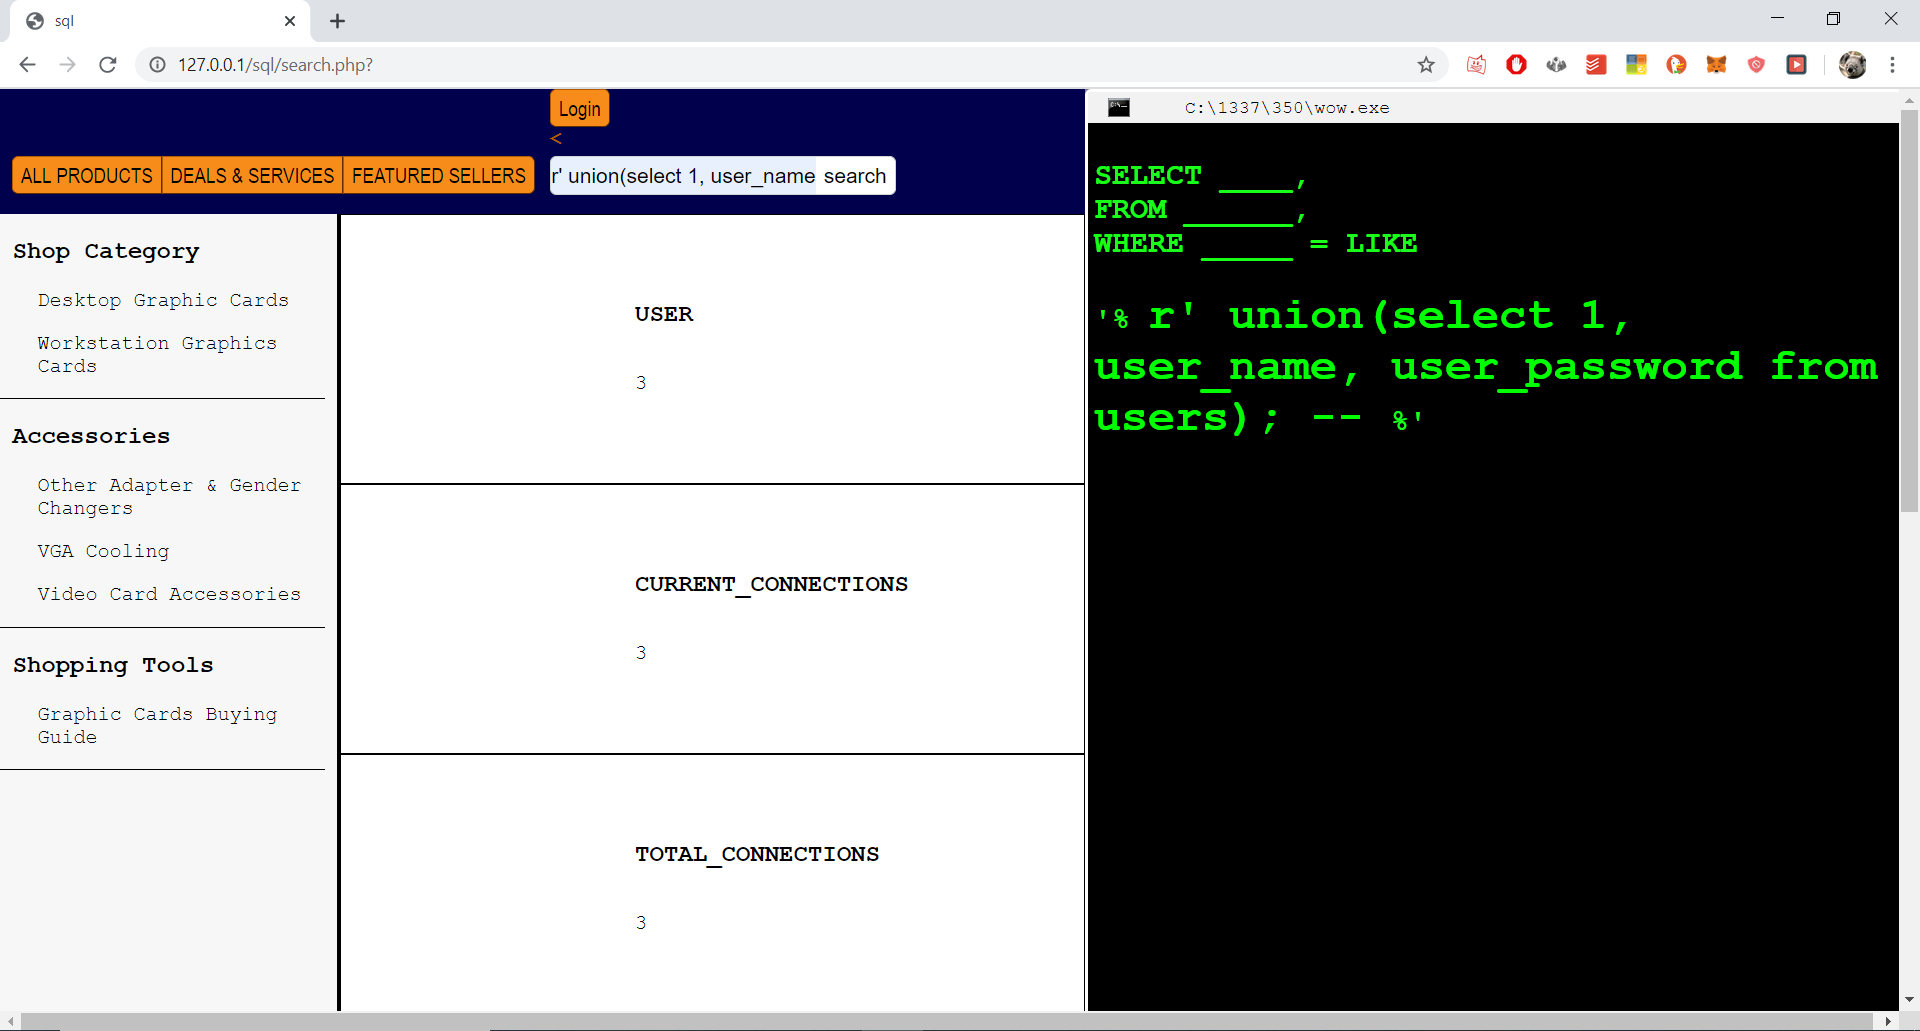 sql
127.0.0.1/sql/search.php?
Login
<
ALL PRODUCTS DEALS & SERVICES FEATURED SELLERS r' union(select 1, user_name search
Shop Category
Desktop Graphic Cards
Workstation Graphics
Cards
Accessories
Other Adapter & Gender
Changers
VGA Cooling
Video Card Accessories
Shopping Tools
Graphic Cards Buying
Guide
USER
3
CURRENT_CONNECTIONS
3
TOTAL_CONNECTIONS
3
C:\1337\350\wow.exe
SELECT ____,
FROM ______,
WHERE _____ = LIKE
'% r' union(select 1,
user_name, user_password from
users); -- %'